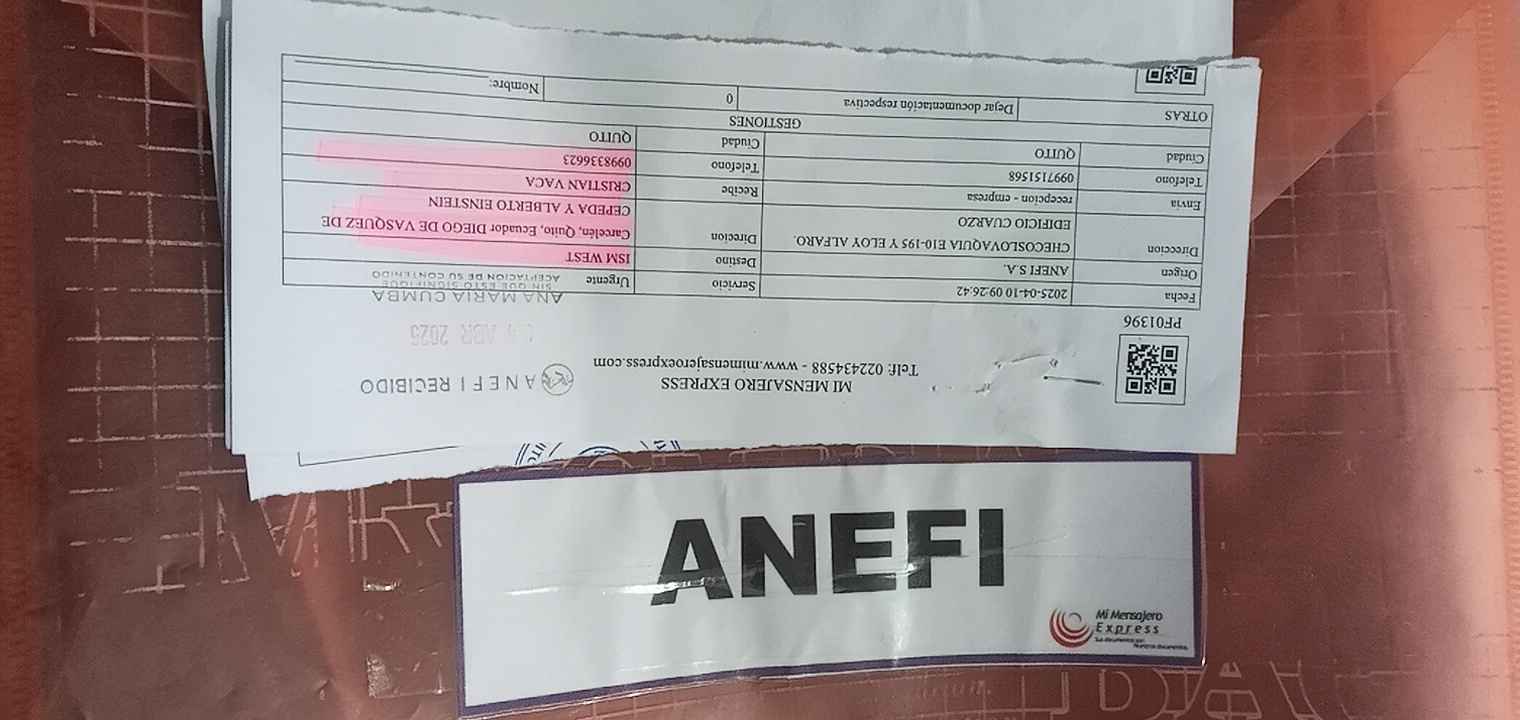 MI MENSAJERO EXPRESS
Telf: 022434588 - www.mimensajeroexpress.com
ANEFI RECIBIDO
ABR 2025
ANA MARIA CUMBA
SIN QUE ESTO SIGNIFIQUE
ACEPTACION DE SU CONTENIDO
PF01396
Fecha 2025-04-10 09:26:42 Servicio Urgente
Origen ANEFI S.A. Destino ISM WEST
Direccion CHECOSLOVAQUIA E10-195 Y ELOY ALFARO, EDIFICIO CUARZO Direcion Carcelén, Quito, Ecuador DIEGO DE VASQUEZ DE CEPEDA Y ALBERTO EINSTEIN
Envia recepcion - empresa Recibe CRISTIAN VACA
Telefono 0997151568 Telefono 0998336623
Ciudad QUITO Ciudad QUITO
GESTIONES
OTRAS Dejar documentación respectiva 0 Nombre:
ANEFI
Mi Mensajero
Express